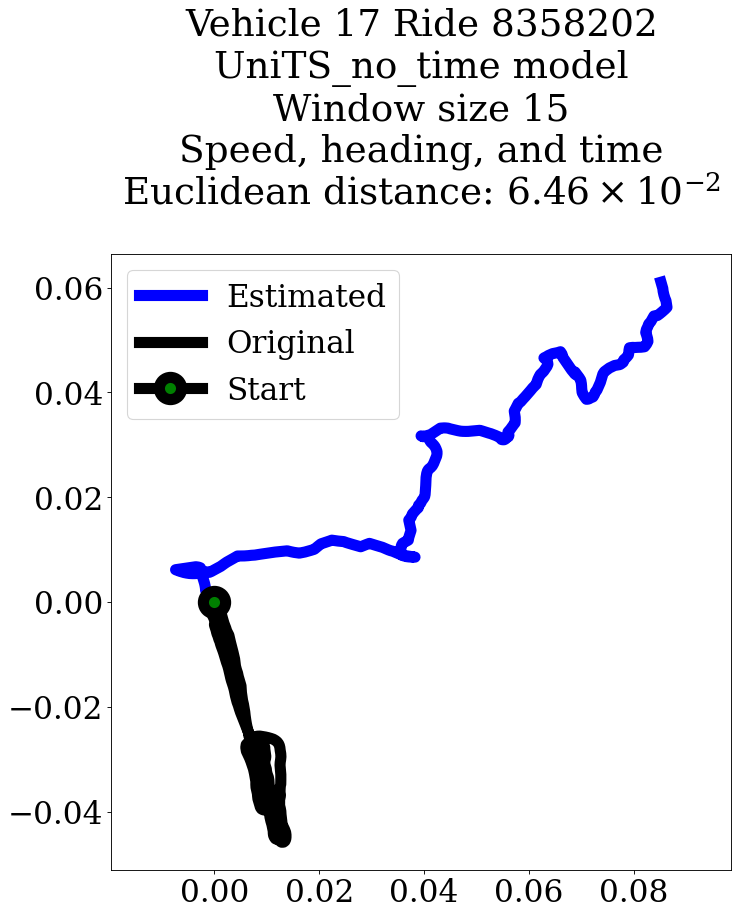 Vehicle 17 Ride 8358202
UniTS_no_time model
Window size 15
Speed, heading, and time
Euclidean distance: 6.46 × 10⁻²
Estimated
Original
Start
0.06
0.04
0.02
0.00
−0.02
−0.04
0.00 0.02 0.04 0.06 0.08